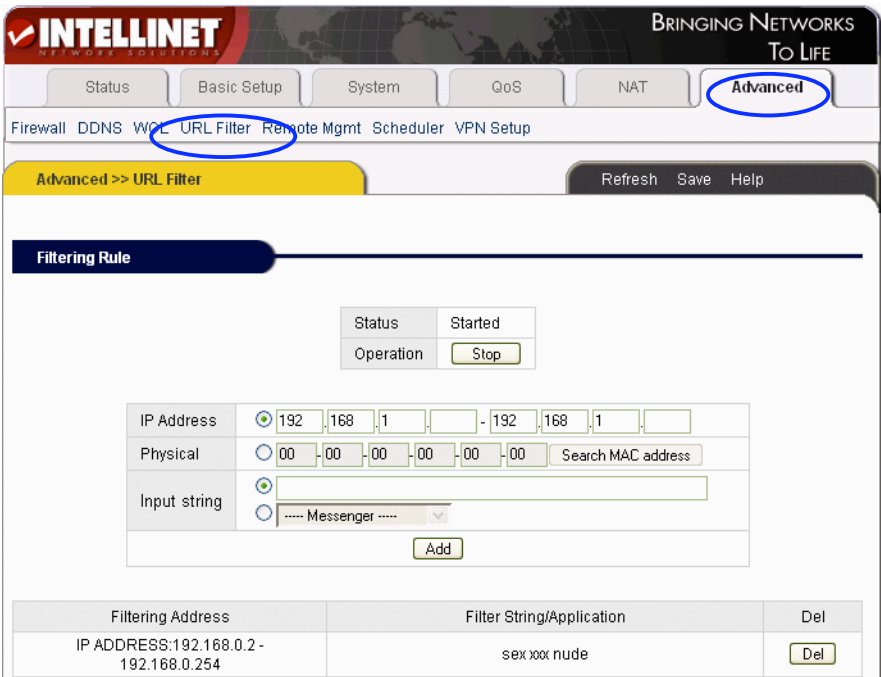 INTELLINET
NETWORK SOLUTIONS
BRINGING NETWORKS
TO LIFE
Status Basic Setup System QoS NAT Advanced
Firewall DDNS WOL URL Filter Remote Mgmt Scheduler VPN Setup
Advanced >> URL Filter
Refresh Save Help
Filtering Rule
Status Started
Operation Stop
IP Address 192 .168 .1 . - 192 .168 .1 .
Physical 00 -00 -00 -00 -00 -00 Search MAC address
Input string
----- Messenger -----
Add
Filtering Address Filter String/Application Del
IP ADDRESS:192.168.0.2 -
192.168.0.254
sex xxx nude
Del